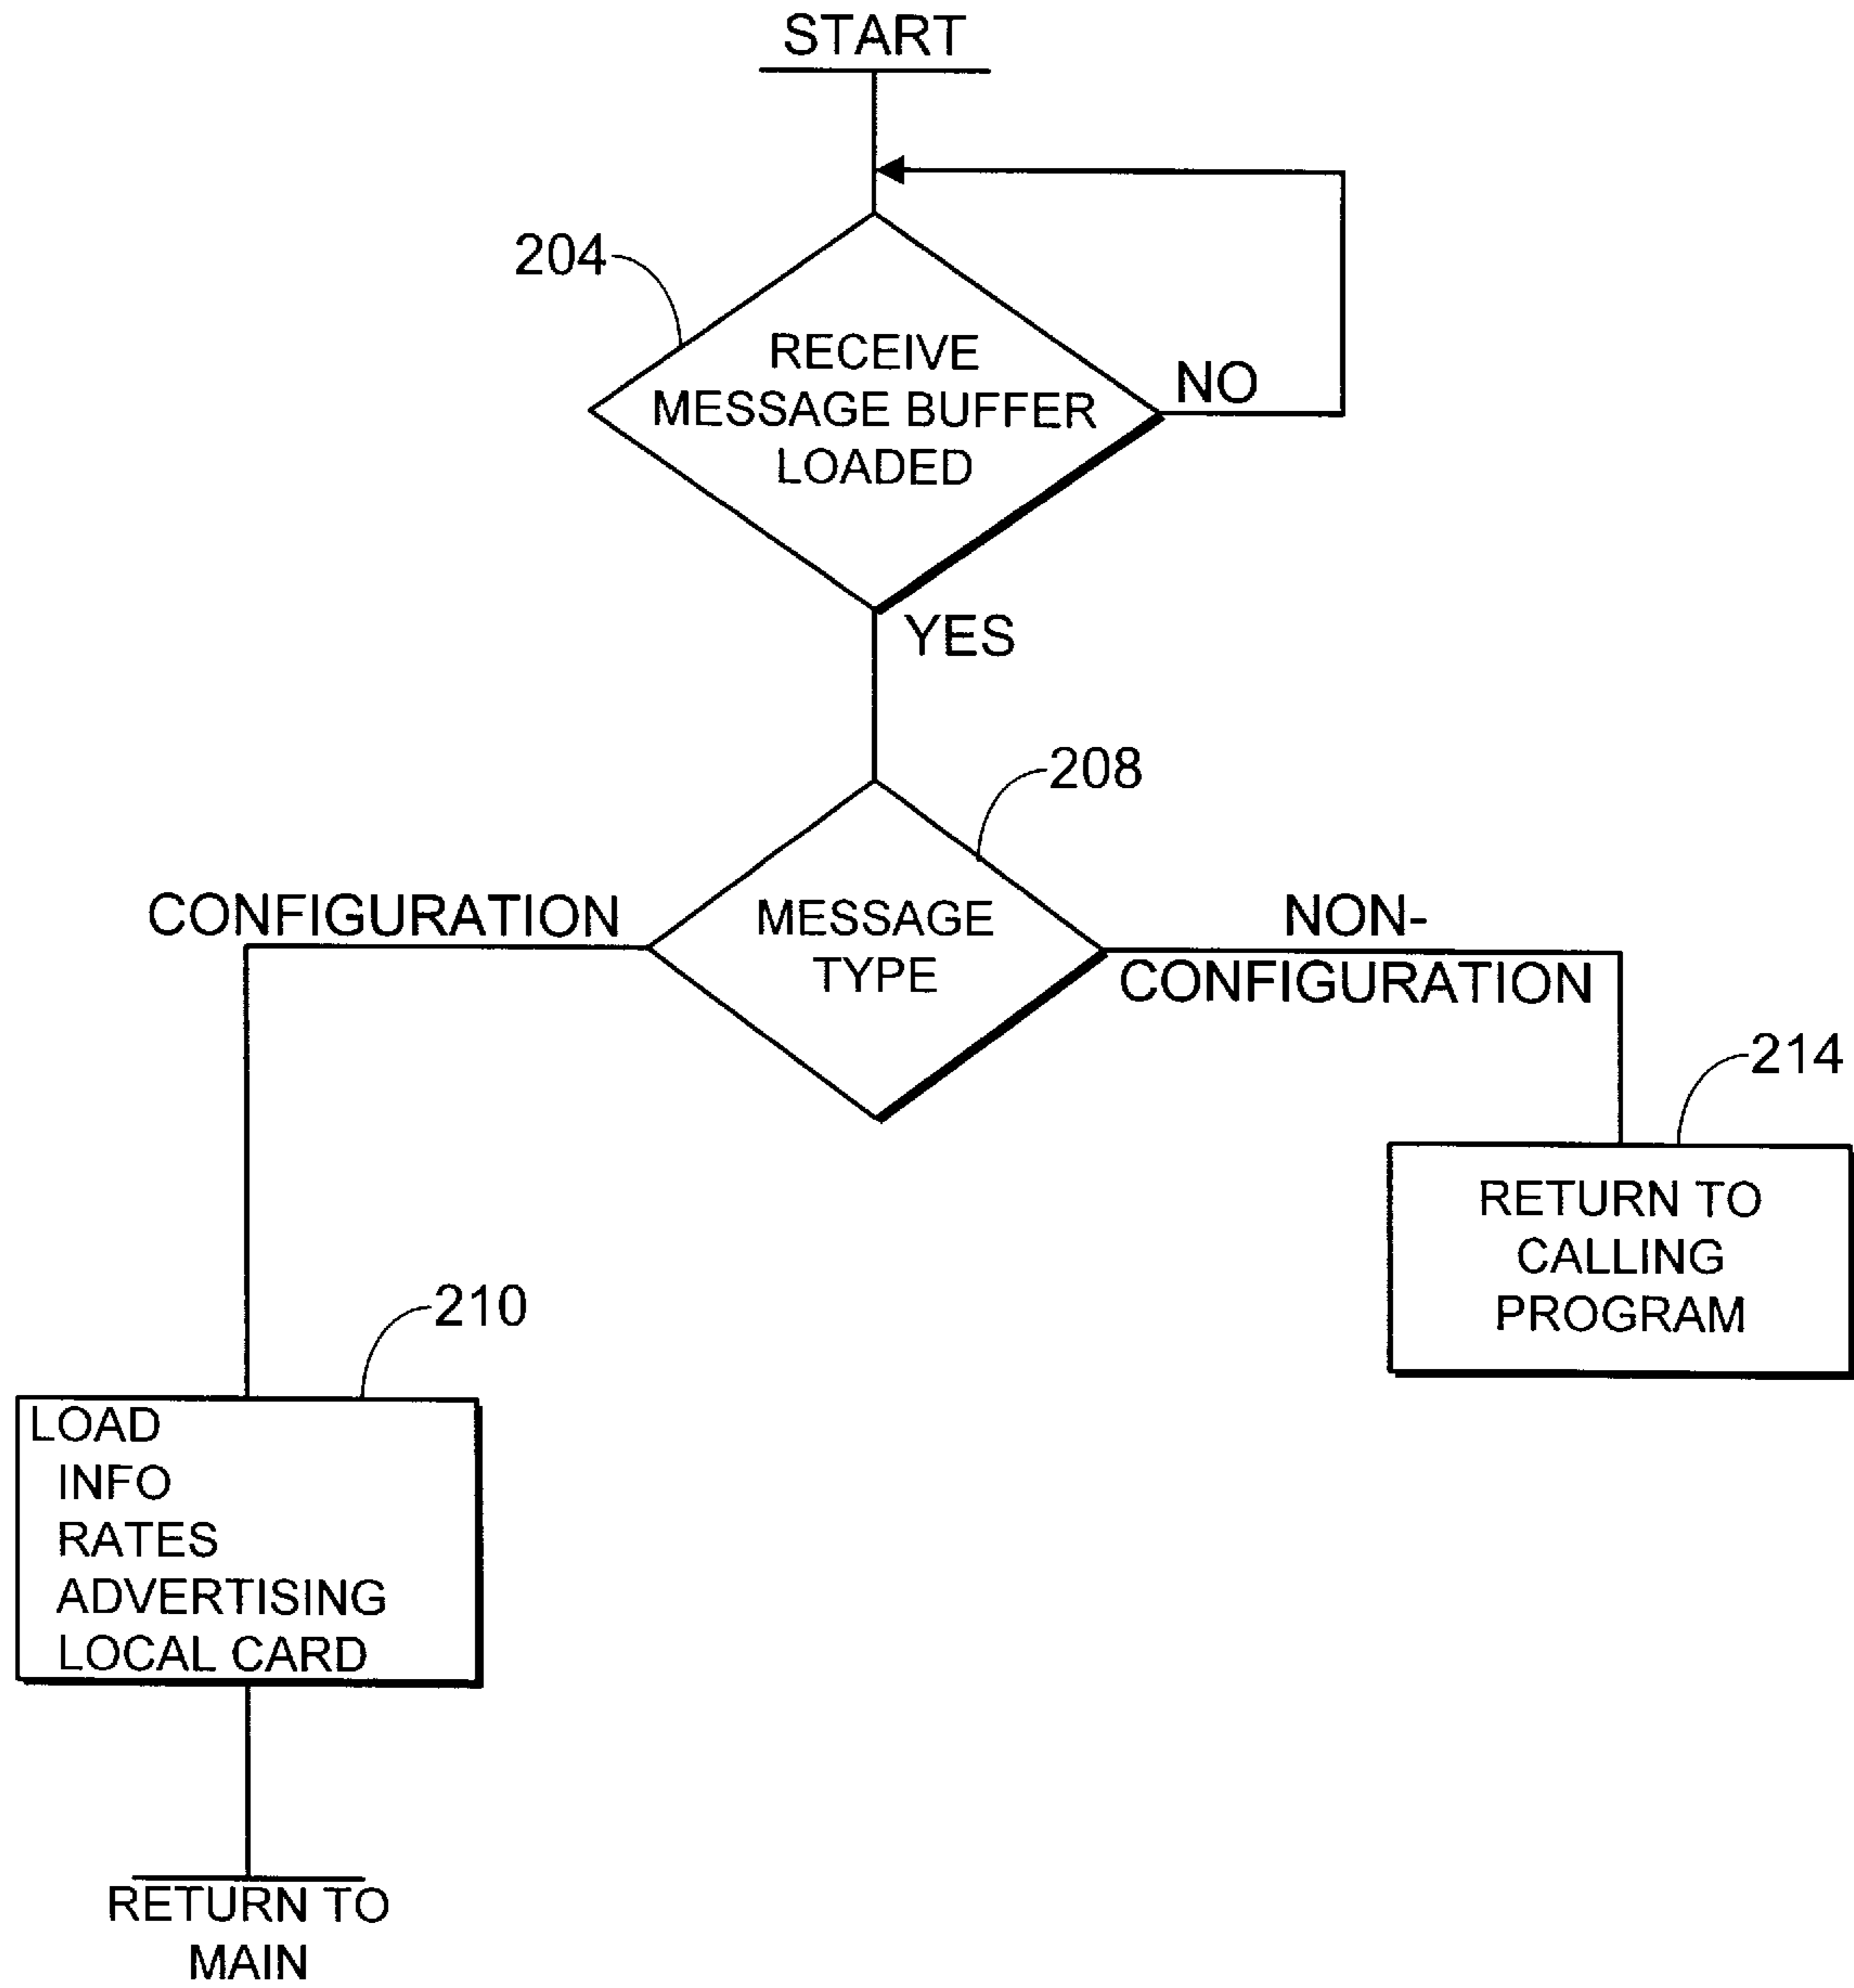 START
204
RECEIVE
MESSAGE BUFFER
LOADED
NO
YES
208
MESSAGE
TYPE
CONFIGURATION
NON-
CONFIGURATION
214
RETURN TO
CALLING
PROGRAM
210
LOAD
INFO
RATES
ADVERTISING
LOCAL CARD
RETURN TO
MAIN